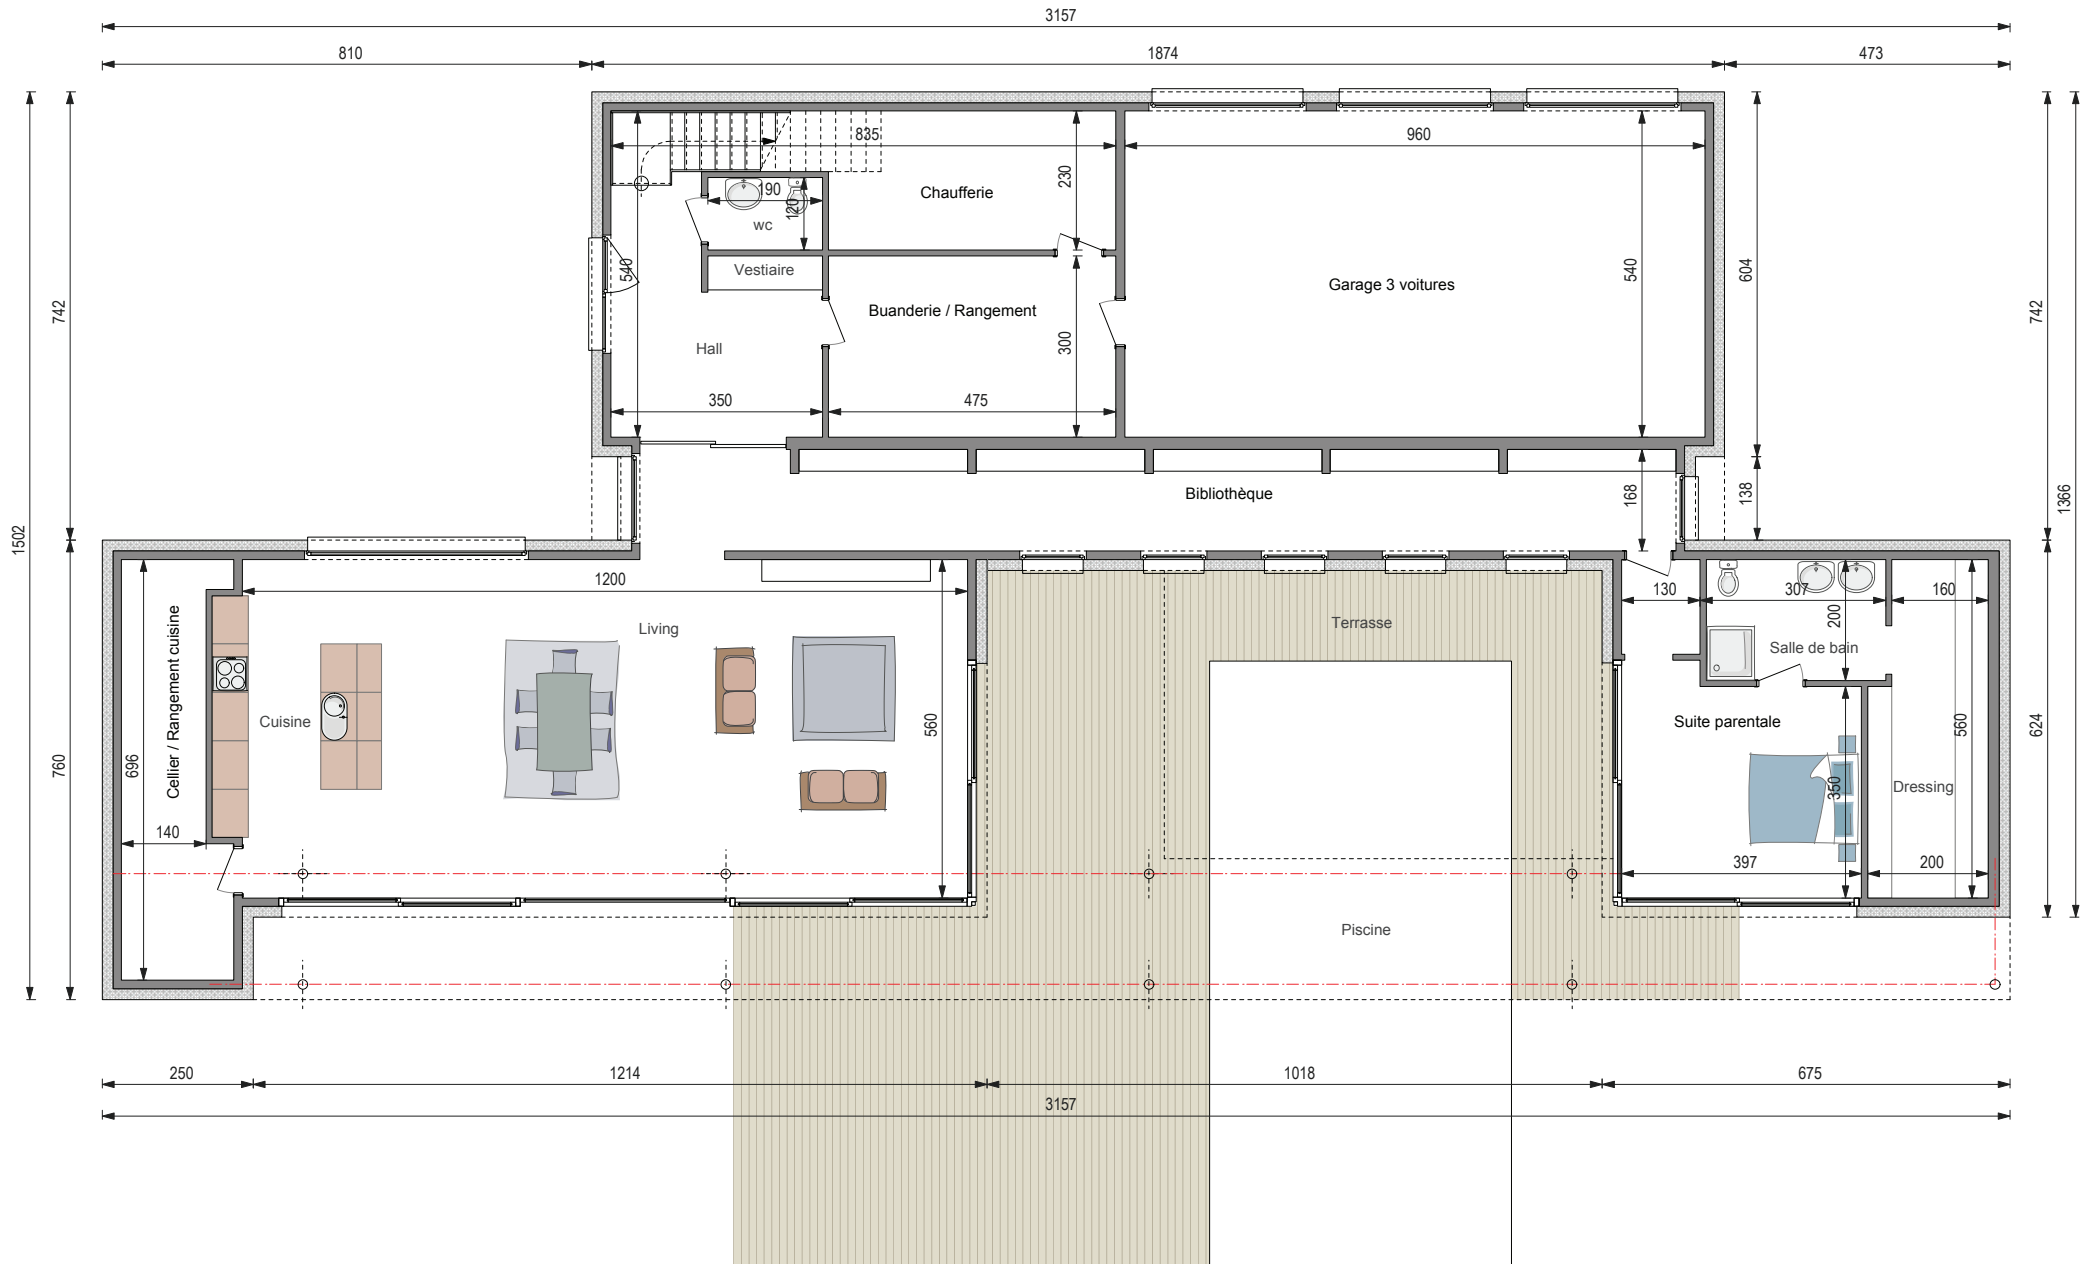 3157
810
1874
473
835
960
230
Chaufferie
190
120
wc
540
Vestiaire
604
540
742
742
Garage 3 voitures
Buanderie / Rangement
300
Hall
350
475
1502
1366
168
138
Bibliothèque
1200
130
307
160
200
Living
Terrasse
Salle de bain
Cellier / Rangement cuisine
Cuisine
Suite parentale
560
560
624
696
760
350
Dressing
140
397
200
Piscine
250
1214
1018
675
3157